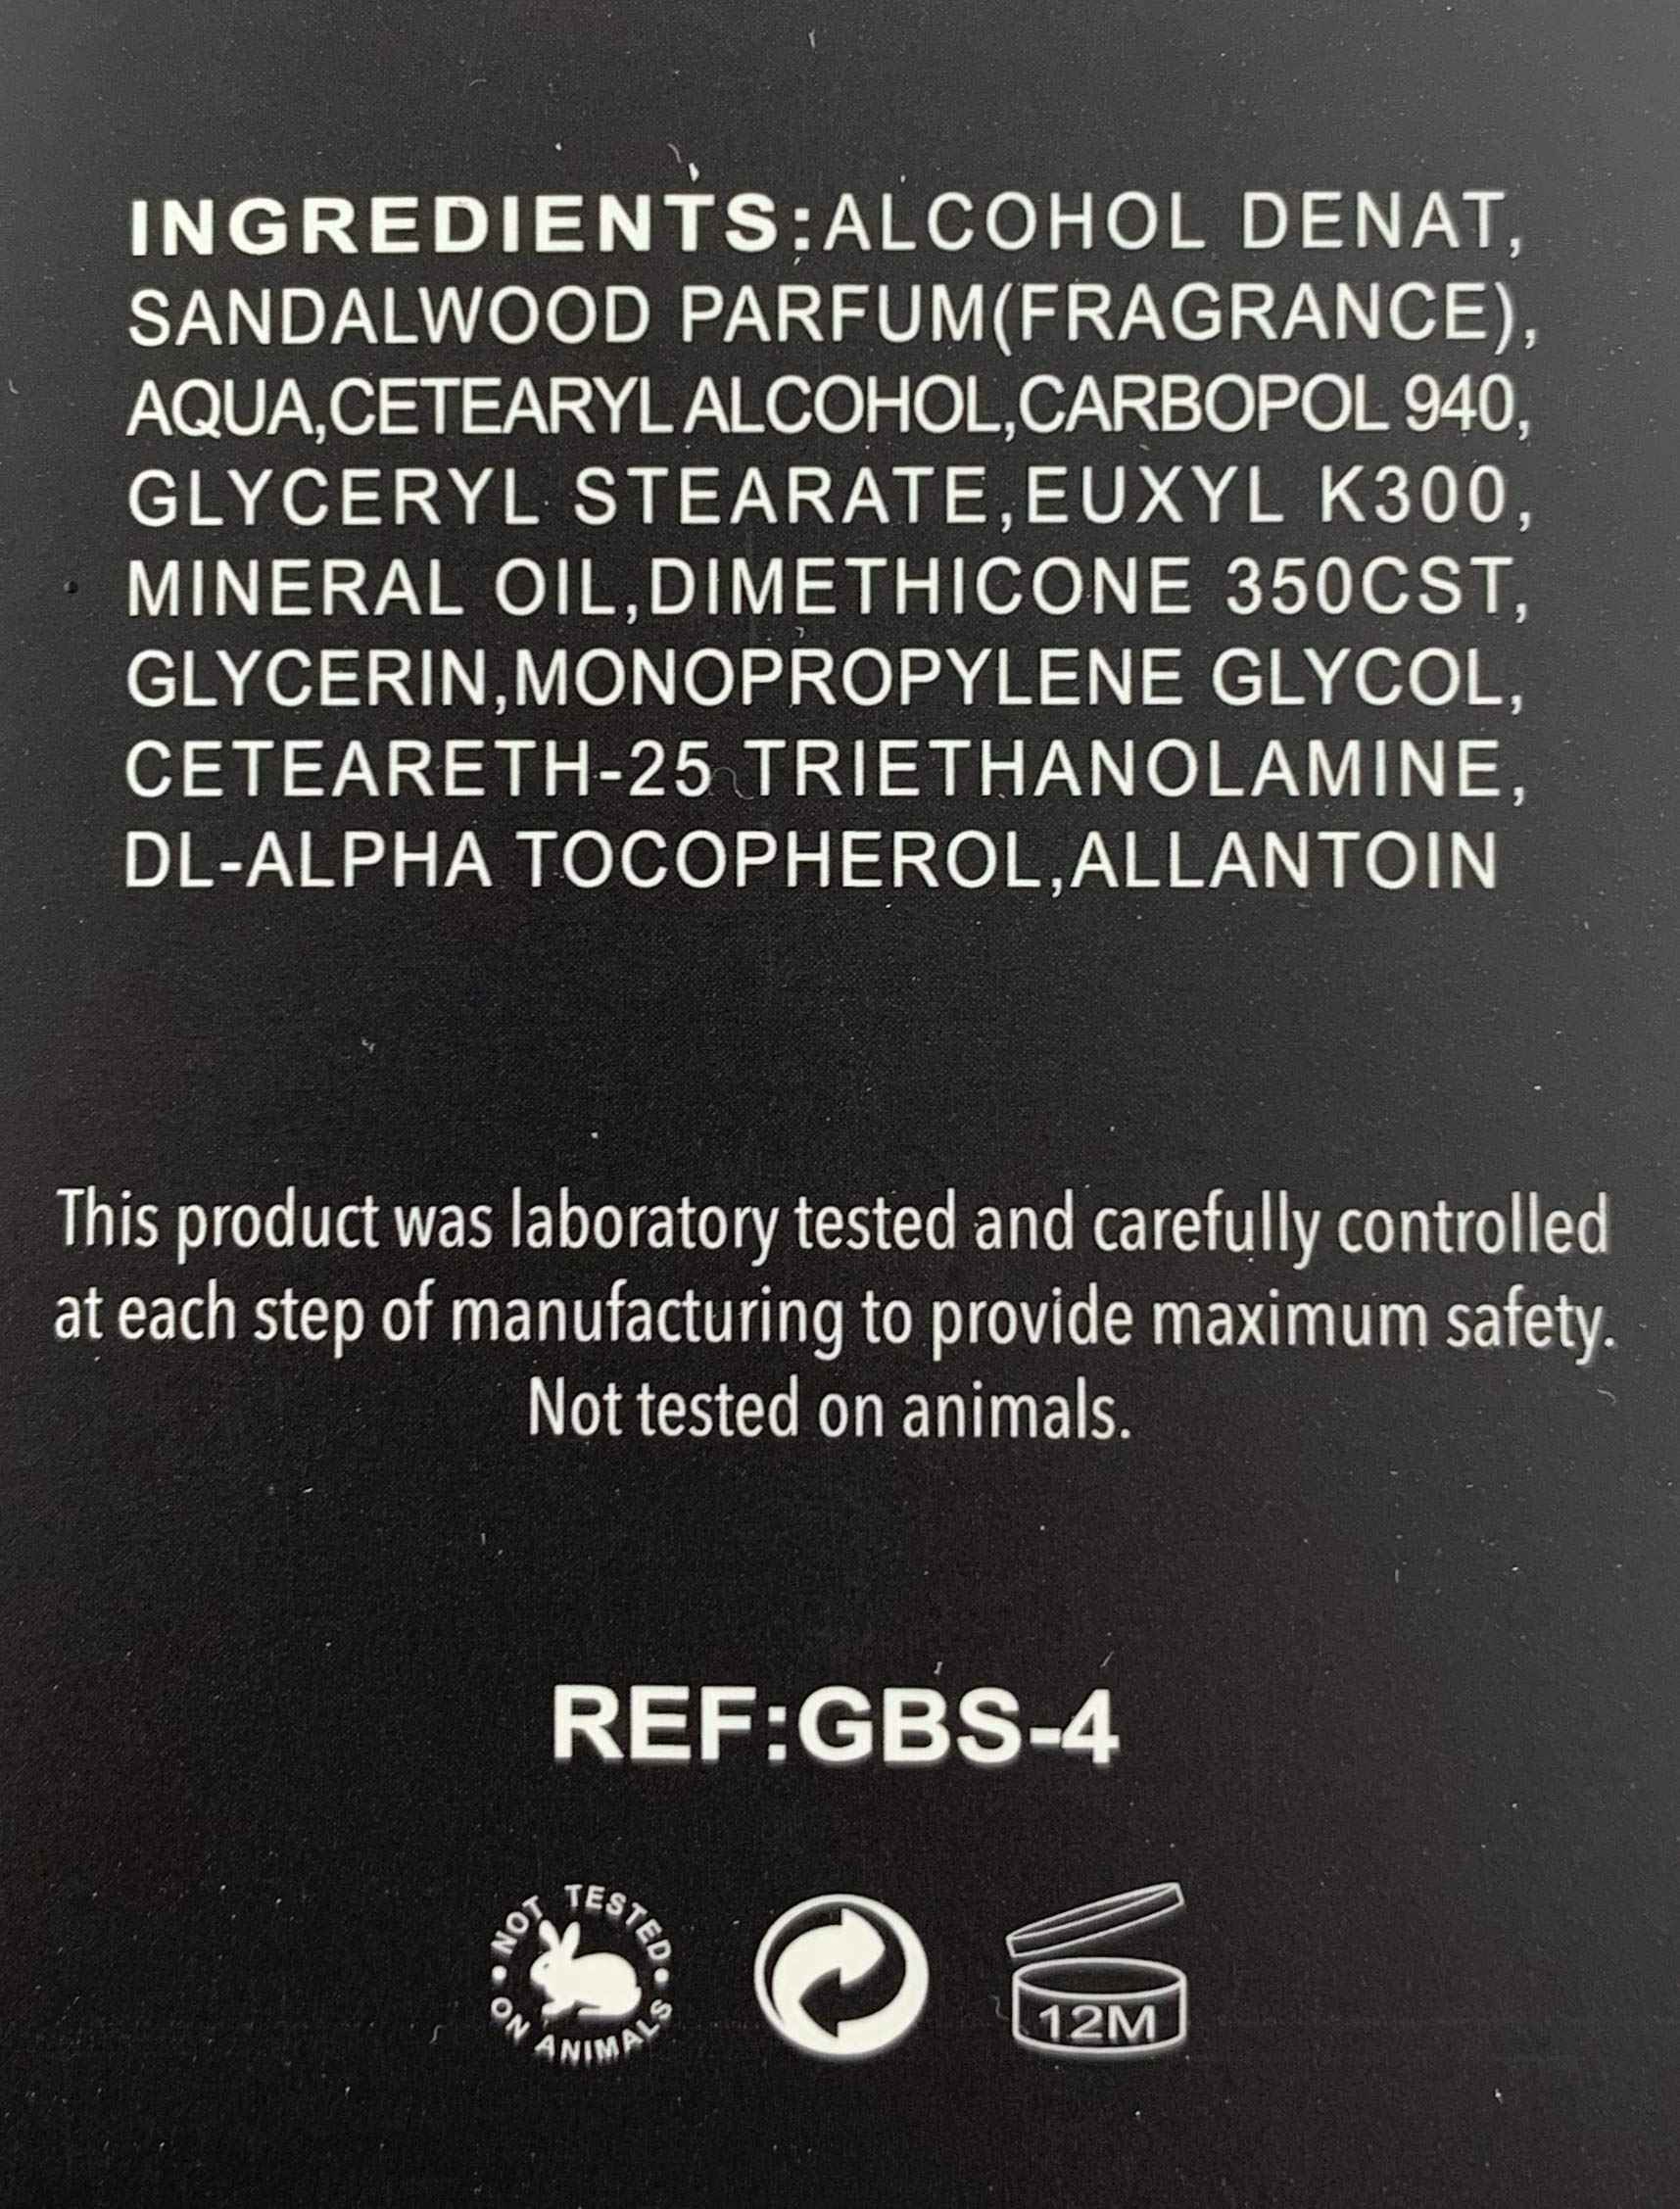 INGREDIENTS:ALCOHOL DENAT,
SANDALWOOD PARFUM(FRAGRANCE),
AQUA,CETEARYL ALCOHOL,CARBOPOL 940,
GLYCERYL STEARATE,EUXYL K300,
MINERAL OIL,DIMETHICONE 350CST,
GLYCERIN,MONOPROPYLENE GLYCOL,
CETEARETH-25 TRIETHANOLAMINE,
DL-ALPHA TOCOPHEROL,ALLANTOIN
This product was laboratory tested and carefully controlled
at each step of manufacturing to provide maximum safety.
Not tested on animals.
REF:GBS-4
NOT TESTED
ON ANIMALS
12M